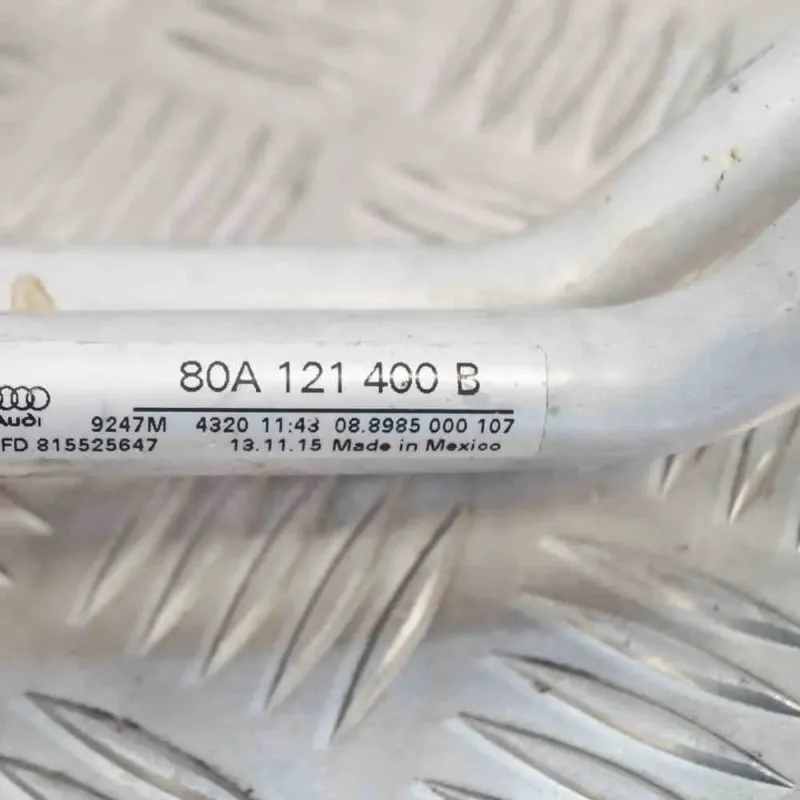 80A 121 400 B
Audi
9247M 4320 11:43 08.8985 000 107
FD 815525647 13.11.15 Made in Mexico